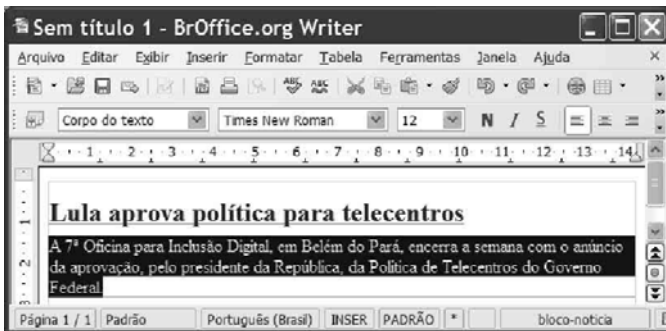 Sem título 1 - BrOffice.org Writer
Arquivo Editar Exibir Inserir Formatar Tabela Ferramentas Janela Ajuda
Corpo do texto Times New Roman 12 N I S
1 2 3 4 5 6 7 8 9 10 11 12 13 14
Lula aprova política para telecentros
A 7ª Oficina para Inclusão Digital, em Belém do Pará, encerra a semana com o anúncio
da aprovação, pelo presidente da República, da Política de Telecentros do Governo
Federal.
Página 1 / 1 Padrão Português (Brasil) INSER PADRÃO * bloco-noticia